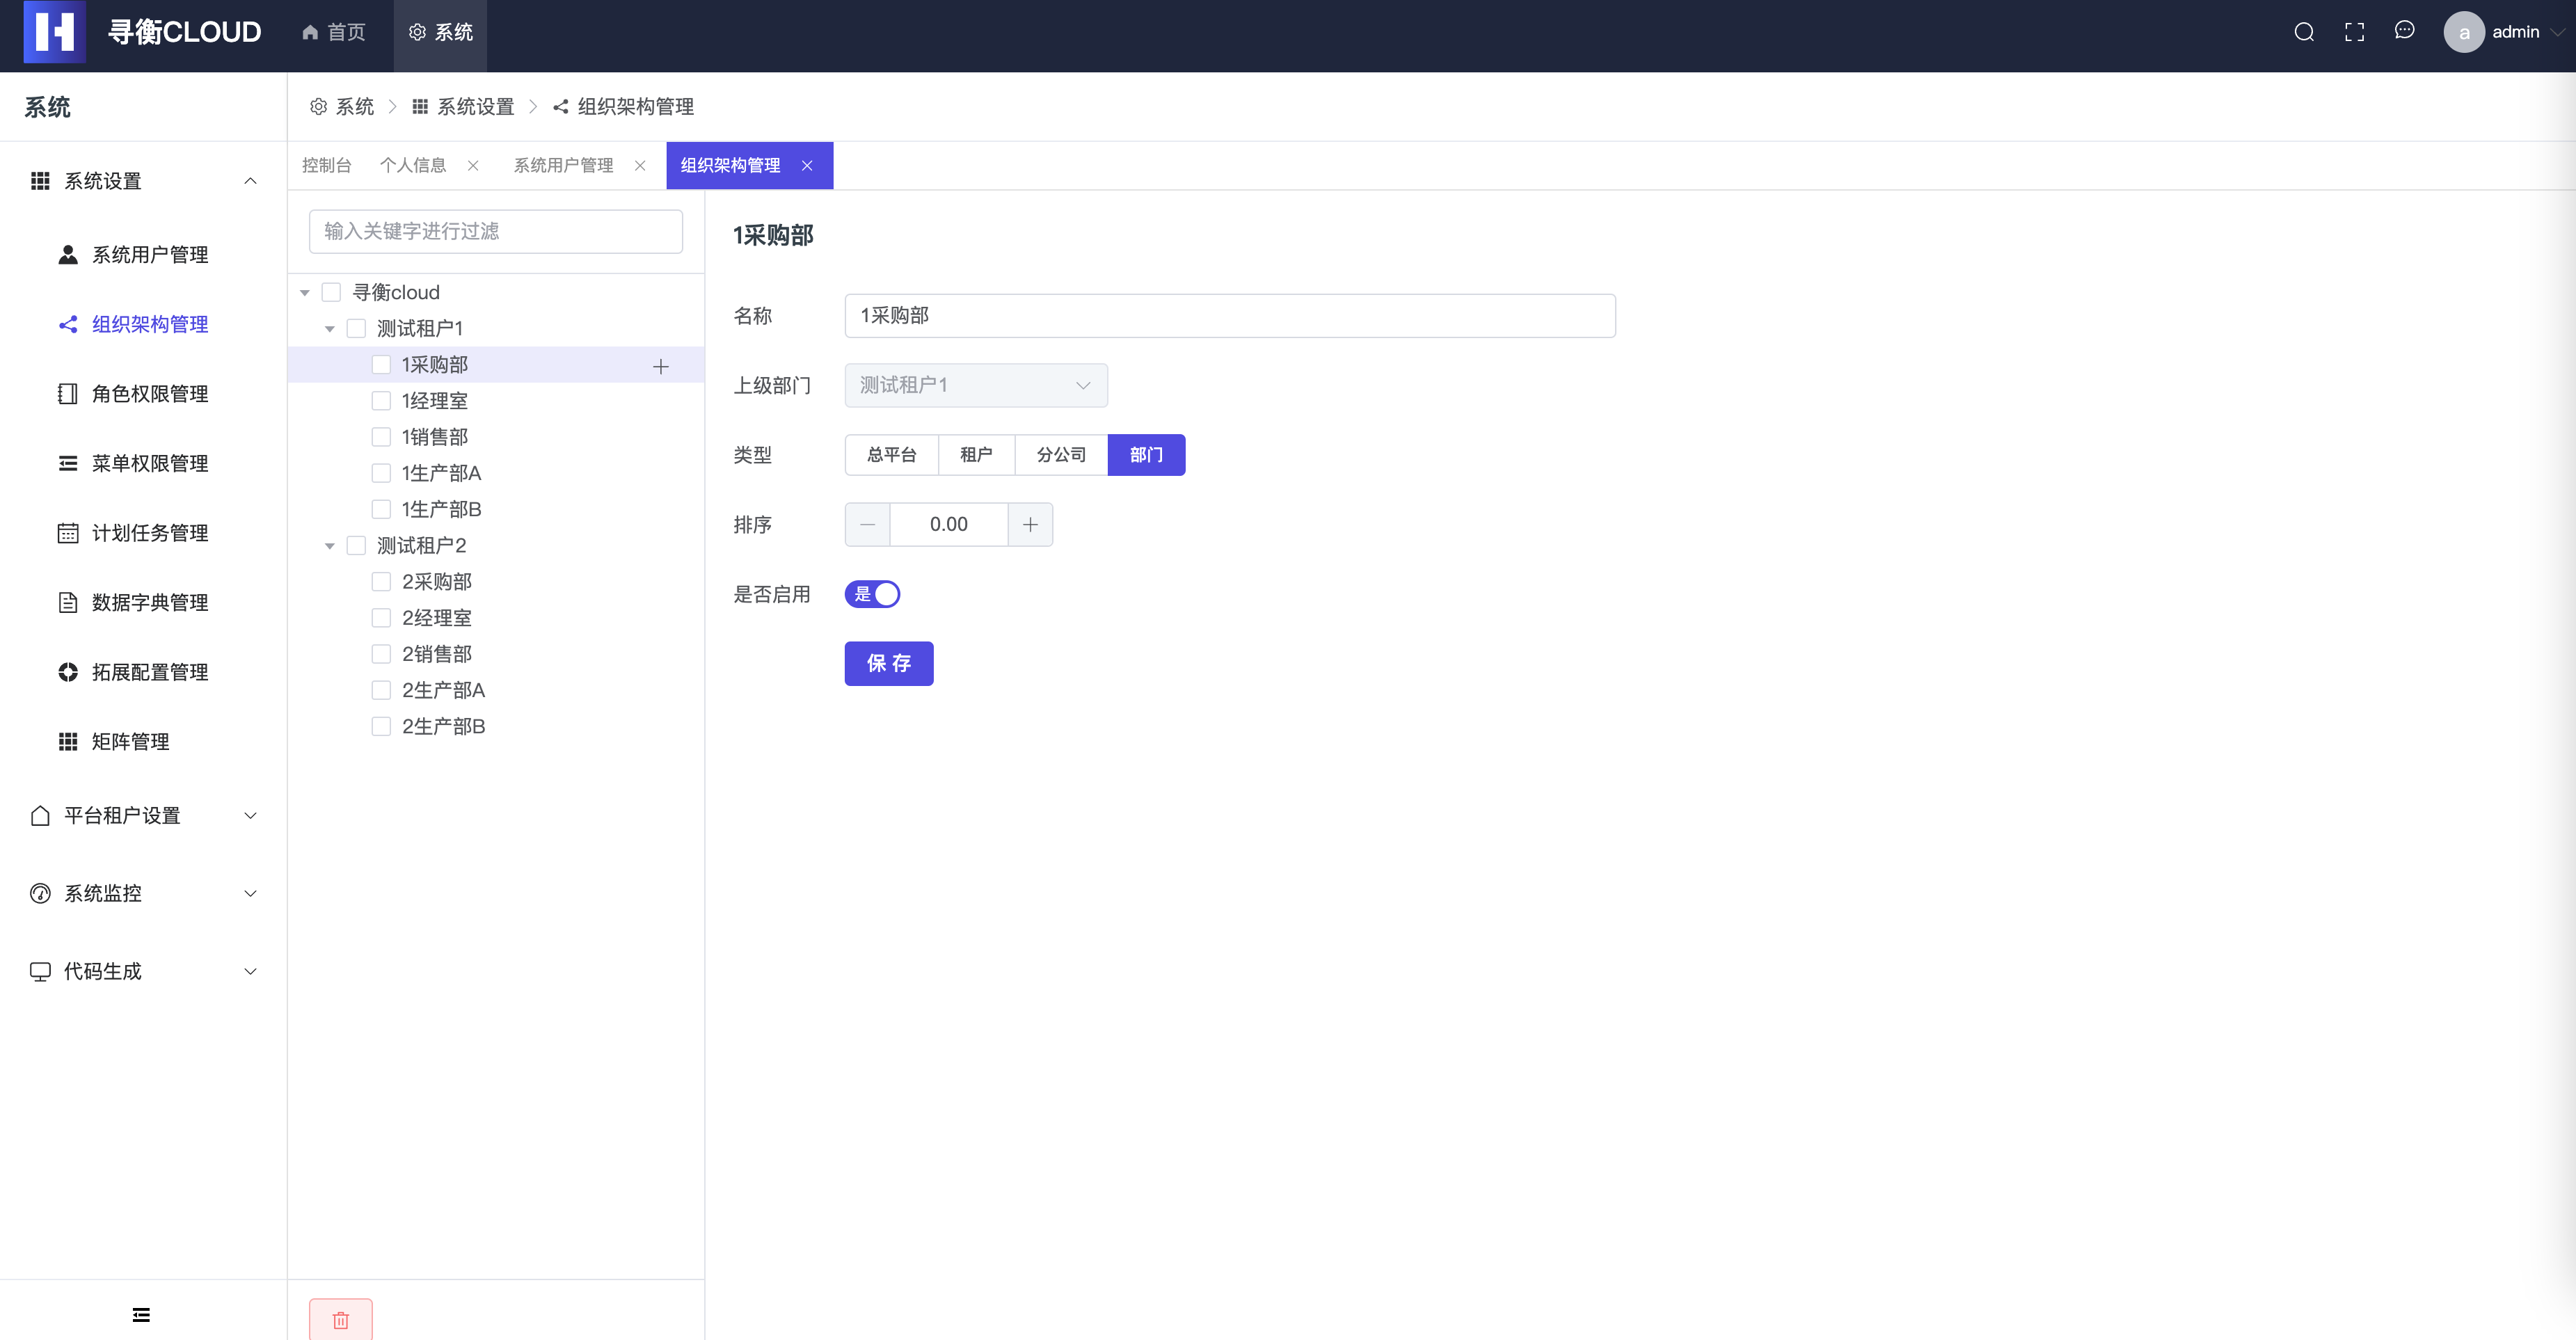 寻衡CLOUD
首页
系统
a
admin
系统
系统设置
系统用户管理
组织架构管理
角色权限管理
菜单权限管理
计划任务管理
数据字典管理
拓展配置管理
矩阵管理
平台租户设置
系统监控
代码生成
系统
系统设置
组织架构管理
控制台
个人信息
系统用户管理
组织架构管理
输入关键字进行过滤
寻衡cloud
测试租户1
1采购部
1经理室
1销售部
1生产部A
1生产部B
测试租户2
2采购部
2经理室
2销售部
2生产部A
2生产部B
1采购部
名称 1采购部
上级部门 测试租户1
类型 总平台 租户 分公司 部门
排序 0.00
是否启用 是
保 存